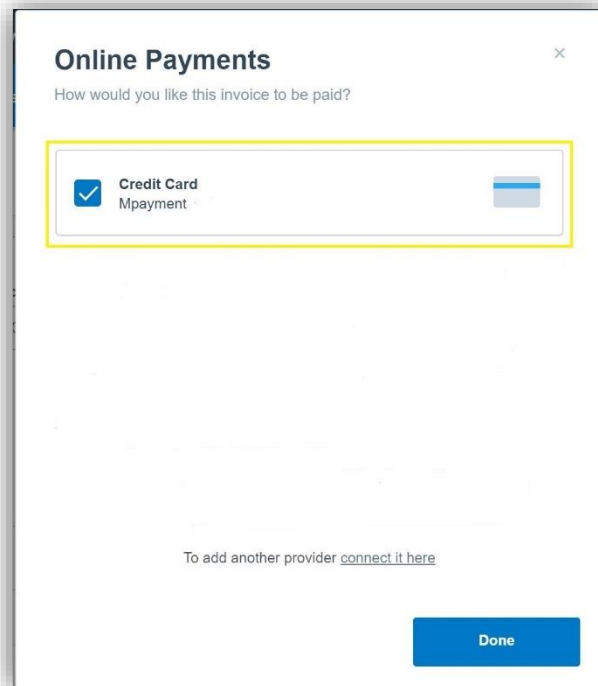 Online Payments
How would you like this invoice to be paid?
Credit Card
Mpayment
To add another provider connect it here
Done